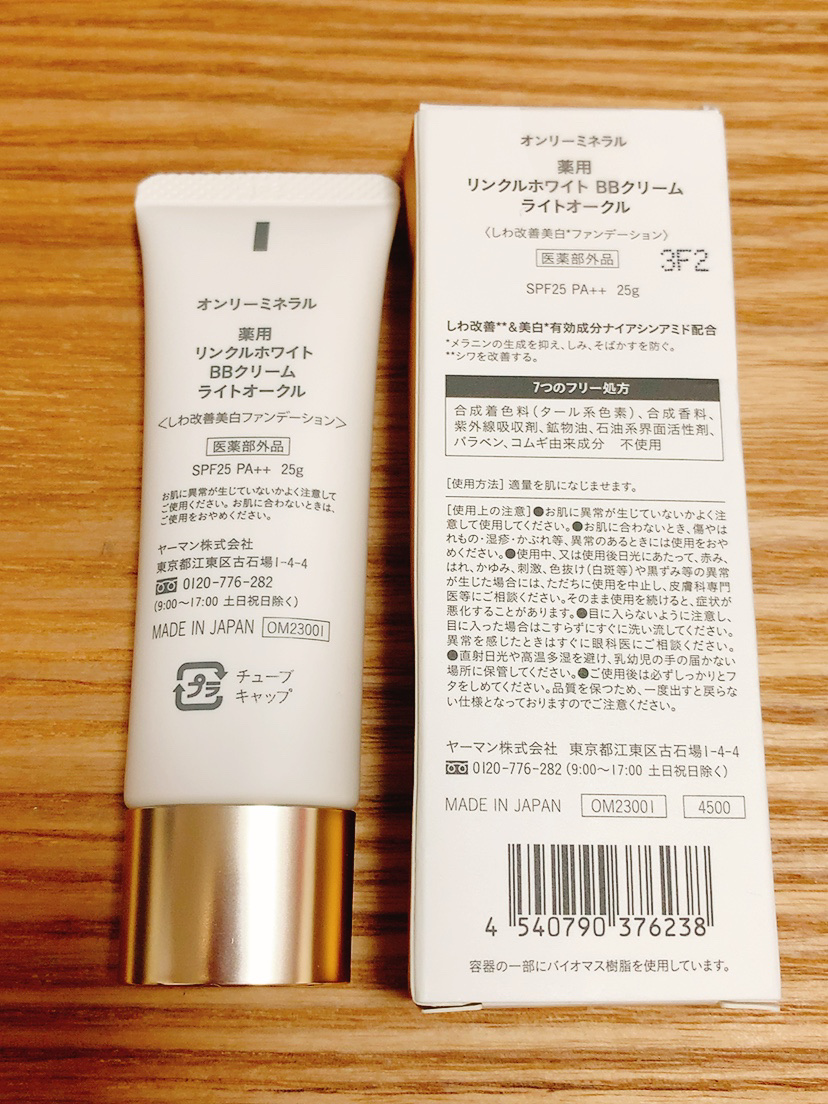 オンリーミネラル
薬用
リンクルホワイト
BBクリーム
ライトオークル
〈しわ改善美白ファンデーション〉
医薬部外品
SPF25 PA++ 25g
お肌に異常が生じていないかよく注意して
ご使用ください。お肌に合わないときは、
ご使用をおやめください。
ヤーマン株式会社
東京都江東区古石場1-4-4
0120-776-282
(9:00〜17:00 土日祝日除く)
MADE IN JAPAN OM23001
プラ
チューブ
キャップ
オンリーミネラル
薬用
リンクルホワイト BBクリーム
ライトオークル
〈しわ改善美白*ファンデーション〉
医薬部外品 3F2
SPF25 PA++ 25g
しわ改善**&美白*有効成分ナイアシンアミド配合
*メラニンの生成を抑え、しみ、そばかすを防ぐ。
**シワを改善する。
7つのフリー処方
合成着色料(タール系色素)、合成香料、
紫外線吸収剤、鉱物油、石油系界面活性剤、
パラベン、コムギ由来成分 不使用
[使用方法] 適量を肌になじませます。
[使用上の注意]●お肌に異常が生じていないかよく注
意して使用してください。●お肌に合わないとき、傷やは
れもの・湿疹・かぶれ等、異常のあるときには使用をおや
めください。●使用中、又は使用後日光にあたって、赤み、
はれ、かゆみ、刺激、色抜け(白斑等)や黒ずみ等の異常
が生じた場合には、ただちに使用を中止し、皮膚科専門
医等にご相談ください。そのまま使用を続けると、症状が
悪化することがあります。●目に入らないように注意し、
目に入った場合はこすらずにすぐに洗い流してください。
異常を感じたときはすぐに眼科医にご相談ください。
●直射日光や高温多湿を避け、乳幼児の手の届かない
場所に保管してください。●ご使用後は必ずしっかりとフ
タをしめてください。品質を保つため、一度出すと戻らな
い仕様となっておりますのでご注意ください。
ヤーマン株式会社 東京都江東区古石場1-4-4
0120-776-282 (9:00〜17:00 土日祝日除く)
MADE IN JAPAN OM23001 4500
4 540790 376238
容器の一部にバイオマス樹脂を使用しています。